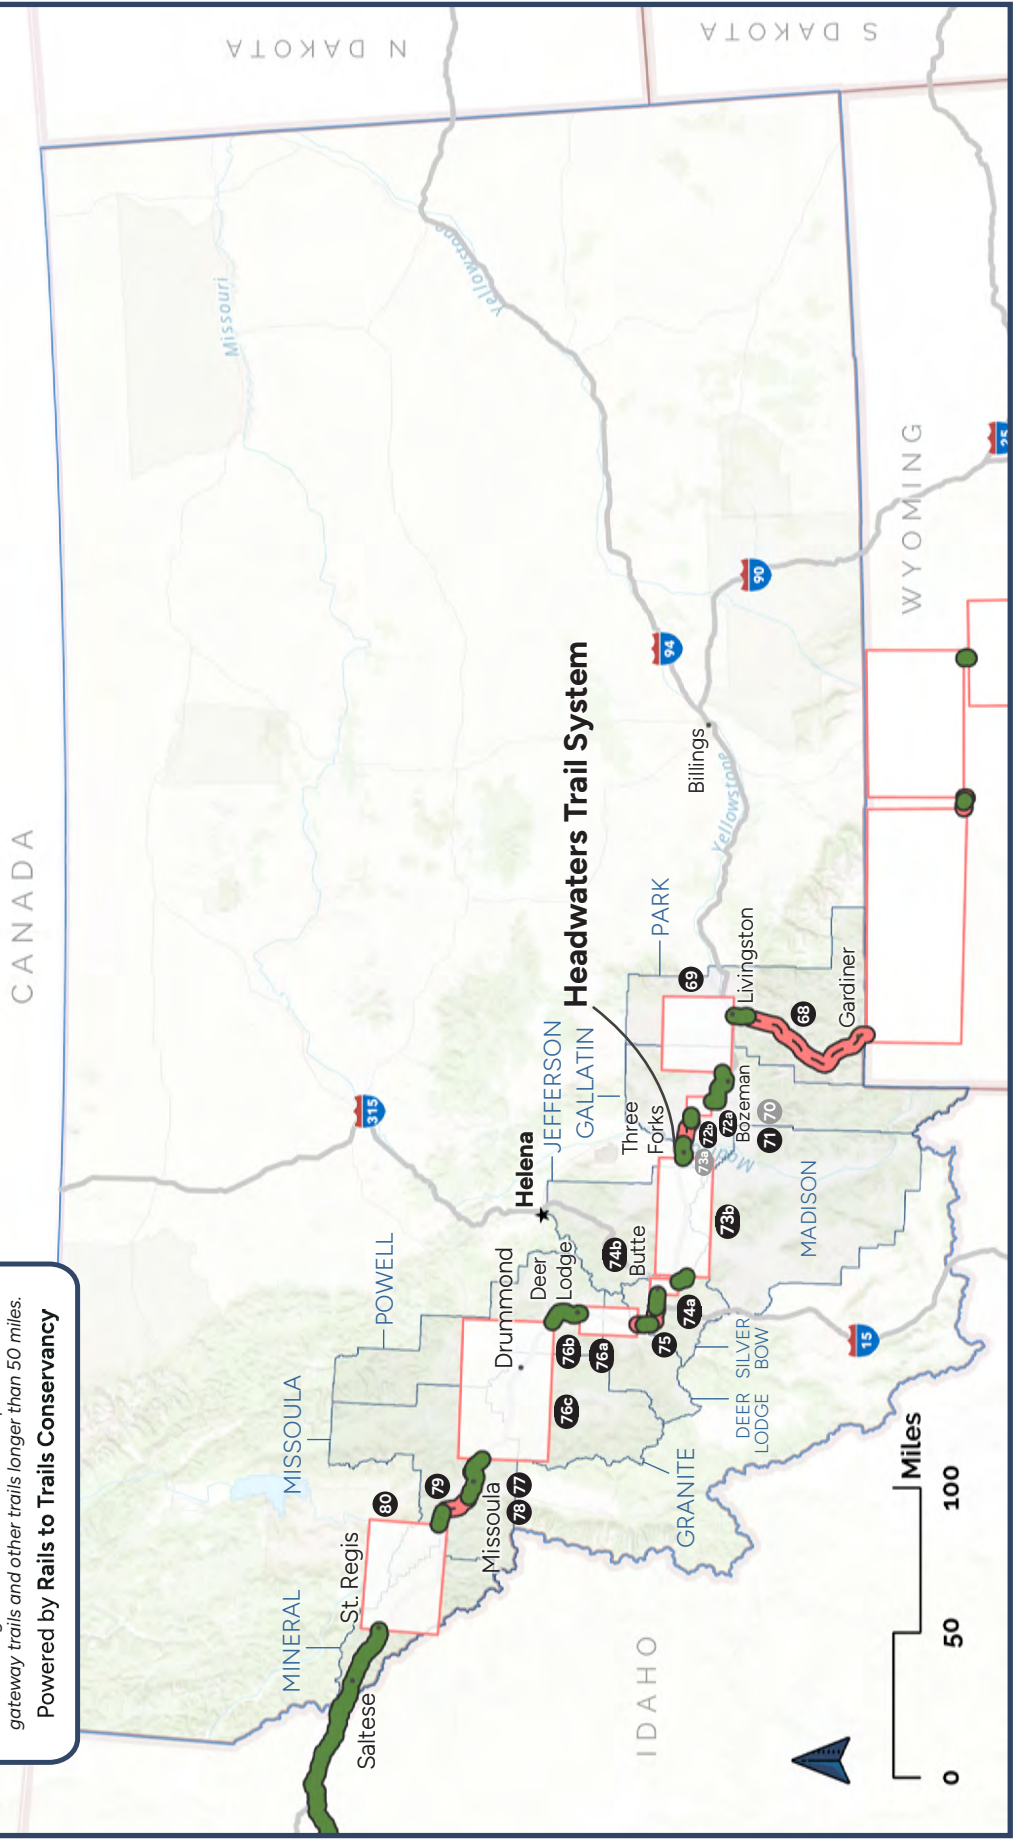 gateway trails and other trails longer than 50 miles.
Powered by Rails to Trails Conservancy
CANADA
N DAKOTA
S DAKOTA
WYOMING
IDAHO
Missouri
Yellowstone
Yellowstone
315
94
90
25
15
MINERAL
MISSOULA
POWELL
JEFFERSON
GALLATIN
PARK
MADISON
SILVER
BOW
DEER
LODGE
GRANITE
Saltese
St. Regis
80
79
Missoula
78
77
Drummond
76c
76b
76a
Deer
Lodge
Helena
75
Butte
74b
74a
73b
Three
Forks
73a
72b
72a
Bozeman
71
70
Headwaters Trail System
69
Livingston
68
Gardiner
Billings
0
50
100
Miles